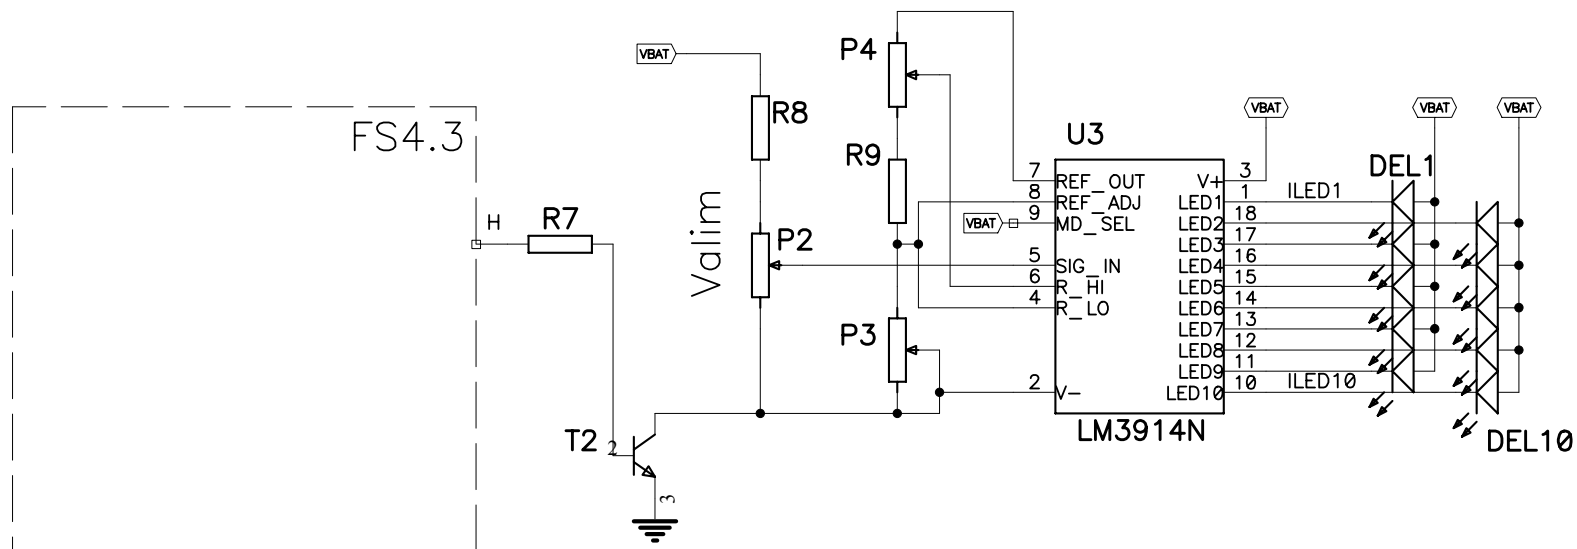 P4
VBAT
R8
VBAT
VBAT
VBAT
FS4.3
U3
R9
DEL1
7 REF_OUT
V+ 3
8 REF_ADJ
LED1 1 ILED1
VBAT 9 MD_SEL
LED2 18
H
R7
Valim
P2
LED3 17
5 SIG_IN
LED4 16
6 R_HI
LED5 15
4 R_LO
LED6 14
P3
LED7 13
LED8 12
LED9 11
2 V-
LED10 10 ILED10
LM3914N
T2 2
DEL10
3